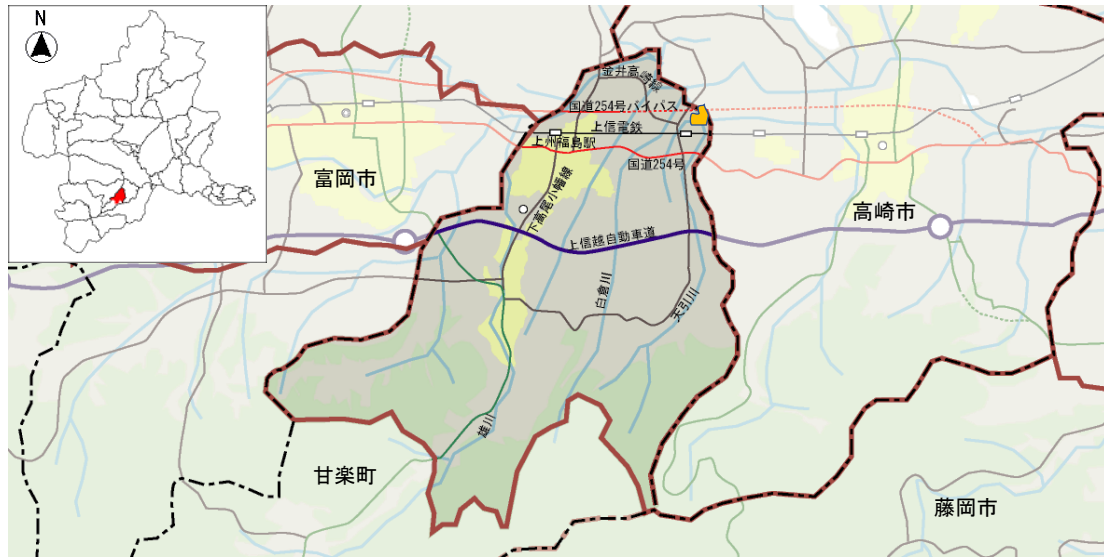 N
金井高崎線
国道254号バイパス
上信電鉄
上州福島駅
国道254号
富岡市
下高尾小幡線
高崎市
上信越自動車道
白倉川
天引川
雄川
甘楽町
藤岡市